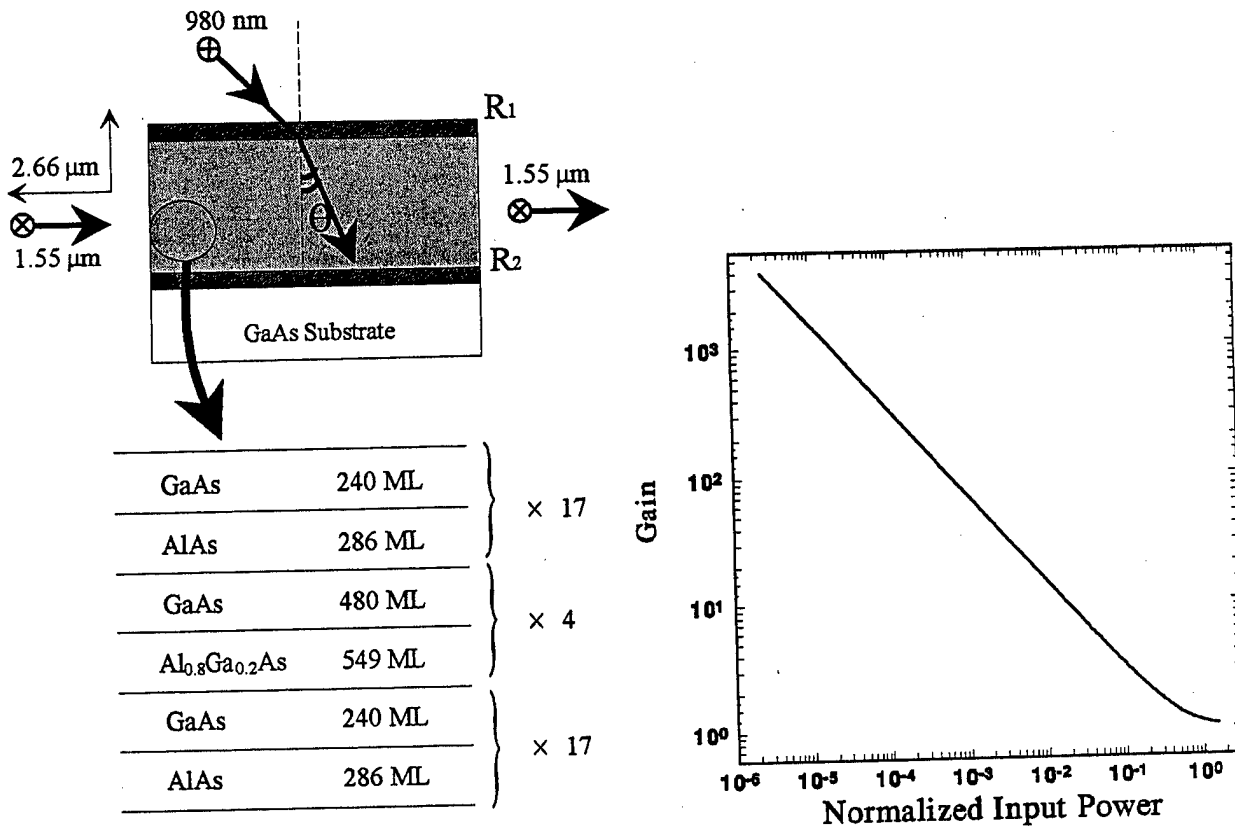 980 nm
R1
2.66 µm
1.55 µm
1.55 µm
θ
R2
GaAs Substrate
GaAs 240 ML
AlAs 286 ML
× 17
GaAs 480 ML
Al0.8Ga0.2As 549 ML
× 4
GaAs 240 ML
AlAs 286 ML
× 17
Gain
10³
10²
10¹
10⁰
10⁻⁶ 10⁻⁵ 10⁻⁴ 10⁻³ 10⁻² 10⁻¹ 10⁰
Normalized Input Power